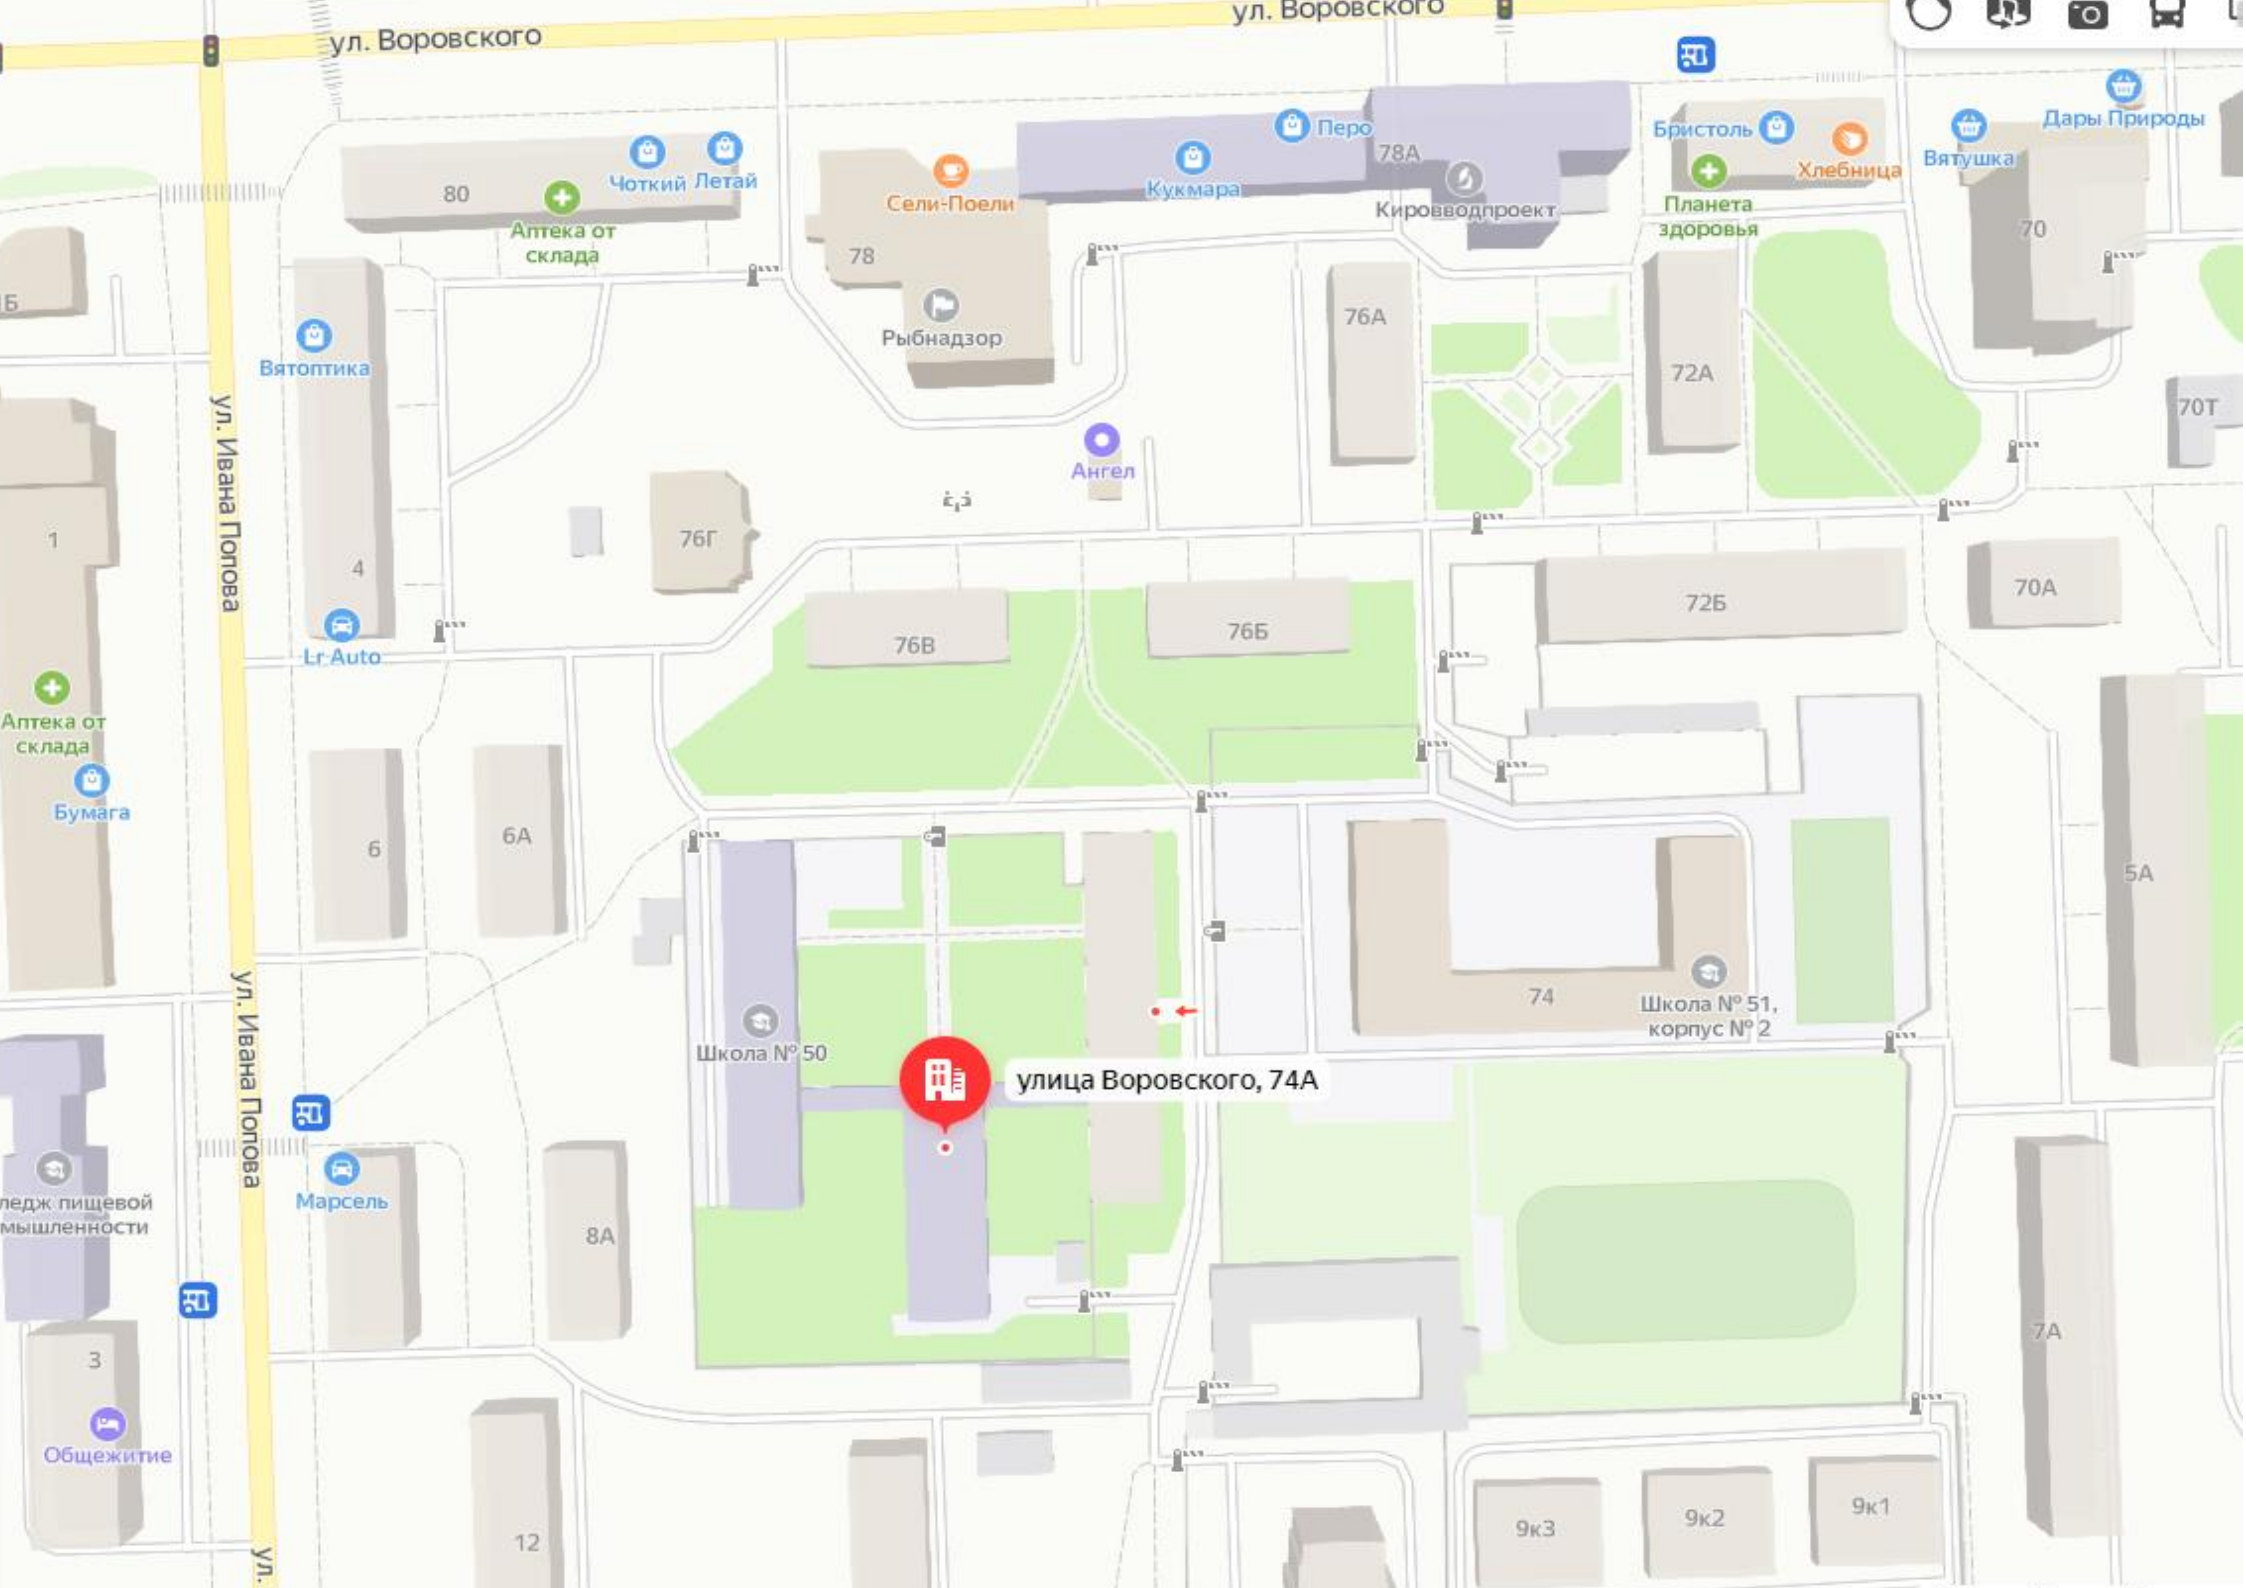 ул. Воровского
ул. Воровского
Перо
78А
Бристоль
Хлебница
Вятушка
Дары Природы
Чоткий
Летай
80
Аптека от
склада
Сели-Поели
Кукмара
Кировводпроект
Планета
здоровья
70
78
Б
Рыбнадзор
76А
72А
Вятоптика
70Т
ул. Ивана Попова
Ангел
1
4
76Г
72Б
70А
76В
76Б
Lr Auto
Аптека от
склада
Бумага
6
6А
5А
74
Школа № 51,
корпус № 2
ул. Ивана Попова
Школа № 50
улица Воровского, 74А
Марсель
ледж пищевой
мышленности
8А
3
7А
Общежитие
12
9к3
9к2
9к1
ул.